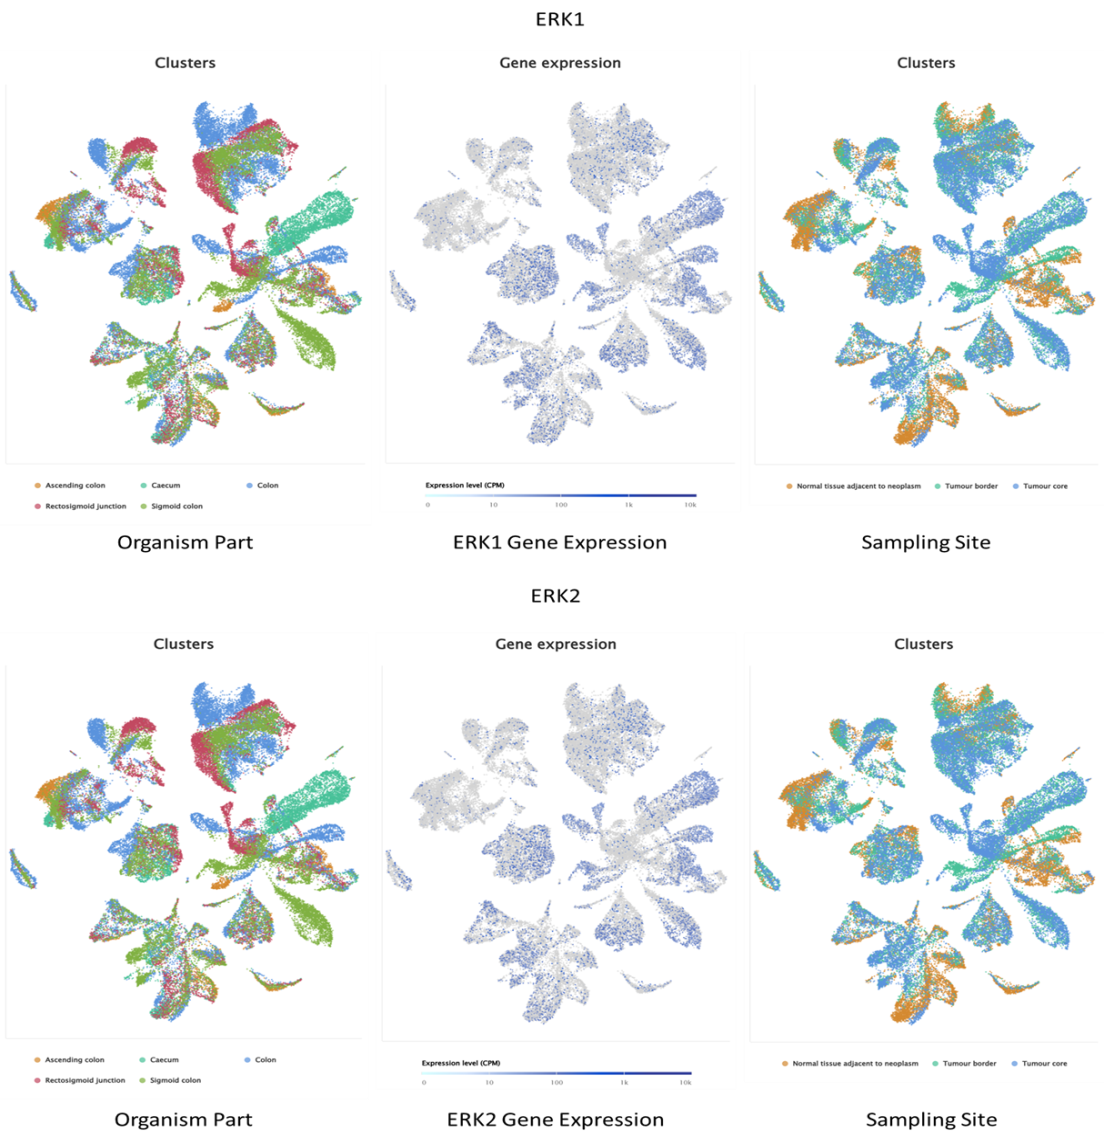 ERK1
Clusters
Gene expression
Clusters
Ascending colon
Caecum
Colon
Rectosigmoid junction
Sigmoid colon
Expression level (CPM)
0
10
100
1k
10k
Normal tissue adjacent to neoplasm
Tumour border
Tumour core
Organism Part
ERK1 Gene Expression
Sampling Site
ERK2
Clusters
Gene expression
Clusters
Ascending colon
Caecum
Colon
Rectosigmoid junction
Sigmoid colon
Expression level (CPM)
0
10
100
1k
10k
Normal tissue adjacent to neoplasm
Tumour border
Tumour core
Organism Part
ERK2 Gene Expression
Sampling Site